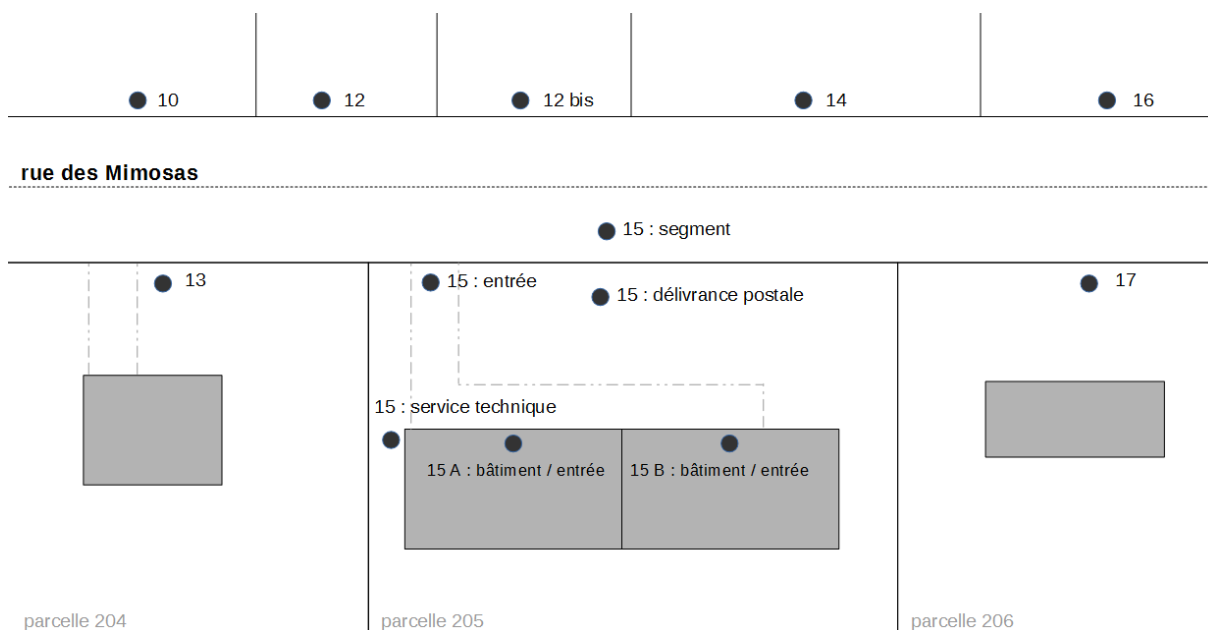 10
12
12 bis
14
16
rue des Mimosas
15 : segment
13
15 : entrée
15 : délivrance postale
17
15 : service technique
15 A : bâtiment / entrée
15 B : bâtiment / entrée
parcelle 204
parcelle 205
parcelle 206